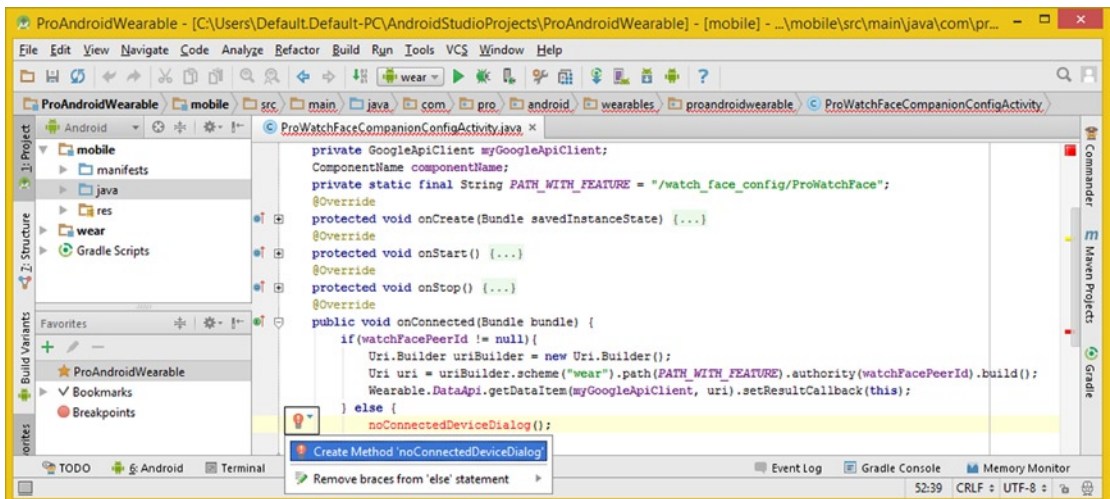 ProAndroidWearable - [C:\Users\Default.Default-PC\AndroidStudioProjects\ProAndroidWearable] - [mobile] - ...\mobile\src\main\java\com\pr...
File Edit View Navigate Code Analyze Refactor Build Run Tools VCS Window Help
wear
ProAndroidWearable mobile src main java com pro android wearables proandroidwearable ProWatchFaceCompanionConfigActivity
Android
ProWatchFaceCompanionConfigActivity.java ×
1: Project
Z: Structure
Build Variants
mobile
manifests
java
res
wear
Gradle Scripts
Favorites
ProAndroidWearable
Bookmarks
Breakpoints
private GoogleApiClient myGoogleApiClient;
ComponentName componentName;
private static final String PATH_WITH_FEATURE = "/watch_face_config/ProWatchFace";
@Override
protected void onCreate(Bundle savedInstanceState) {...}
@Override
protected void onStart() {...}
@Override
protected void onStop() {...}
@Override
public void onConnected(Bundle bundle) {
if(watchFacePeerId != null){
Uri.Builder uriBuilder = new Uri.Builder();
Uri uri = uriBuilder.scheme("wear").path(PATH_WITH_FEATURE).authority(watchFacePeerId).build();
Wearable.DataApi.getDataItem(myGoogleApiClient, uri).setResultCallback(this);
} else {
noConnectedDeviceDialog();
Create Method 'noConnectedDeviceDialog'
Remove braces from 'else' statement
Commander
Maven Projects
Gradle
TODO 6: Android Terminal Event Log Gradle Console Memory Monitor
52:39 CRLF UTF-8